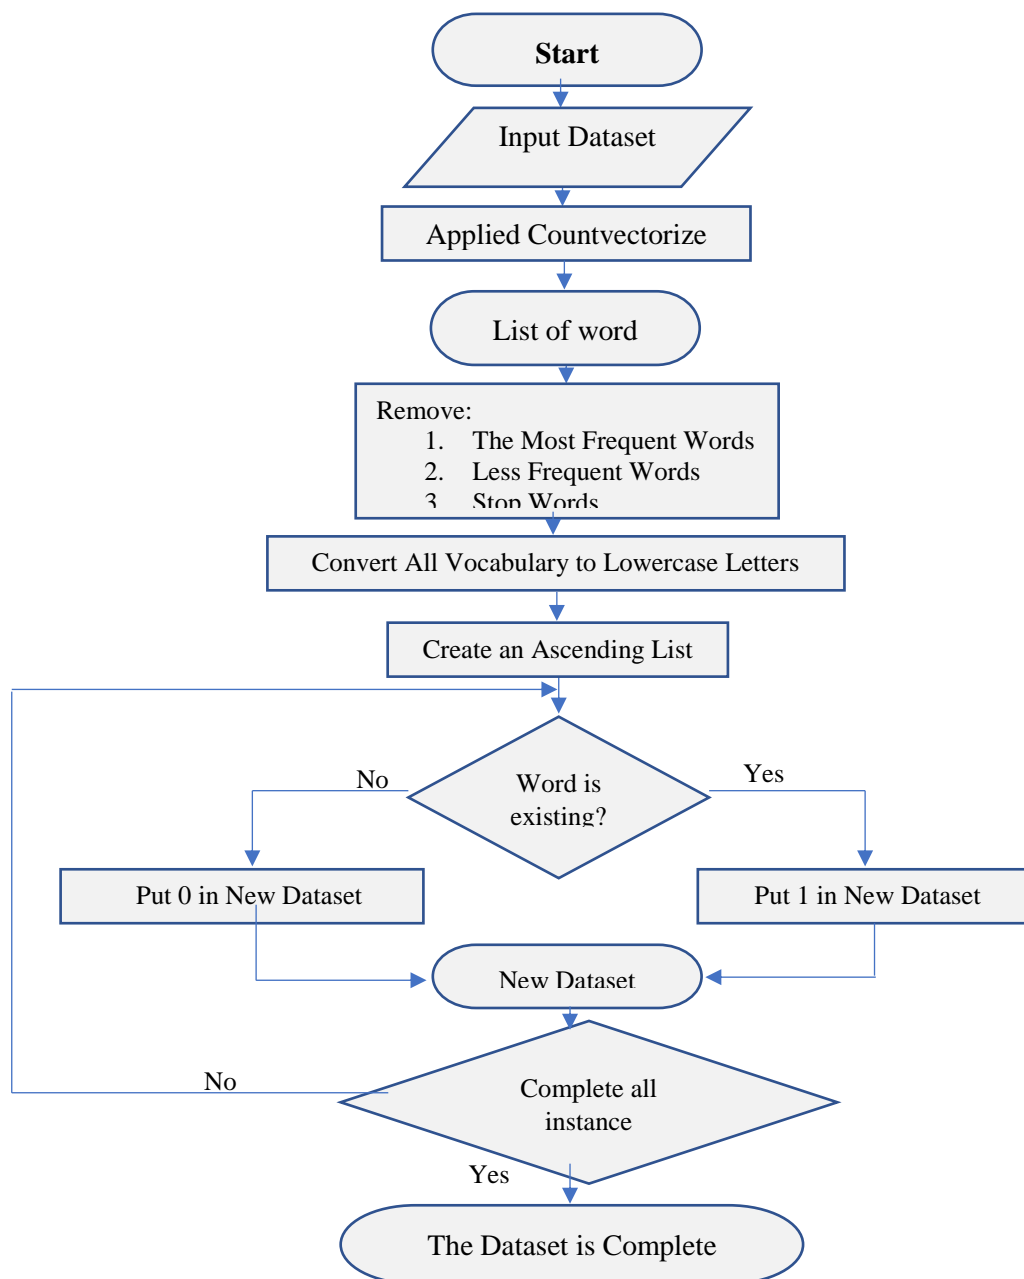 Start
Input Dataset
Applied Countvectorize
List of word
Remove:
1. The Most Frequent Words
2. Less Frequent Words
3 Stop Words
Convert All Vocabulary to Lowercase Letters
Create an Ascending List
No
Word is
existing?
Yes
Put 0 in New Dataset
Put 1 in New Dataset
New Dataset
No
Complete all
instance
Yes
The Dataset is Complete